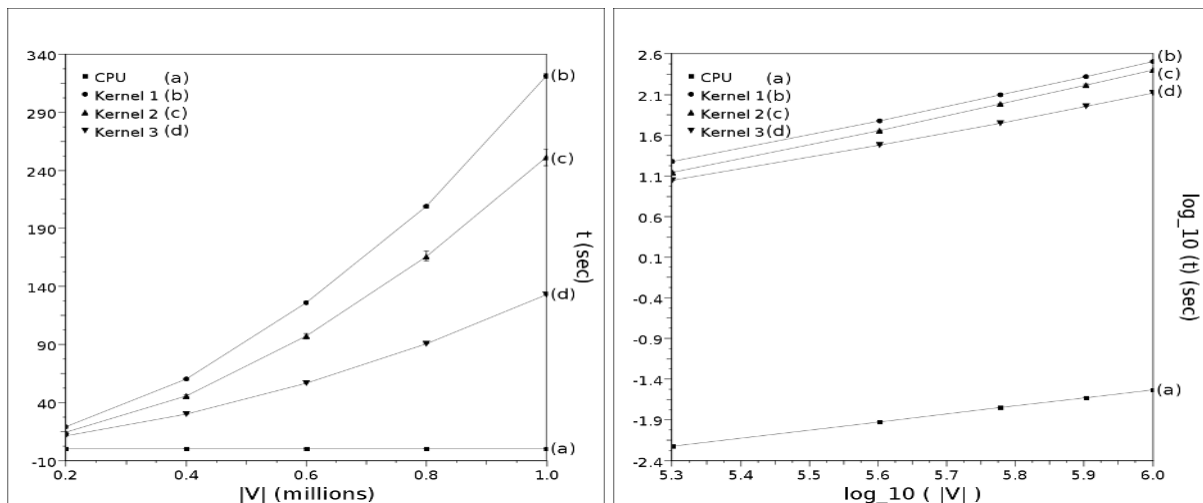 340
290
240
190
140
90
40
-10
CPU (a)
Kernel 1 (b)
Kernel 2 (c)
Kernel 3 (d)
(b)
(c)
(d)
(a)
t (sec)
0.2 0.4 0.6 0.8 1.0
|V| (millions)
2.6
2.1
1.6
1.1
0.6
0.1
-0.4
-0.9
-1.4
-1.9
-2.4
CPU (a)
Kernel 1 (b)
Kernel 2 (c)
Kernel 3 (d)
(b)
(c)
(d)
(a)
log_10 (t) (sec)
5.3 5.4 5.5 5.6 5.7 5.8 5.9 6.0
log_10 ( |V| )